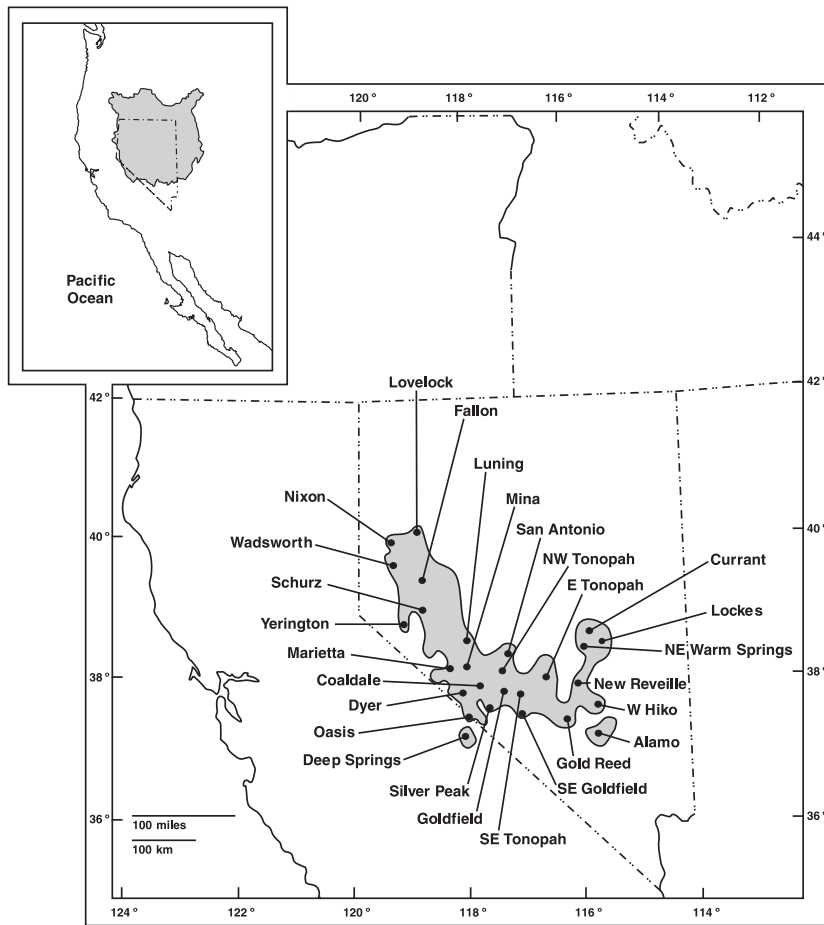 120°
118°
116°
114°
112°
Pacific
Ocean
44°
42°
42°
Lovelock
Fallon
Luning
Nixon
Mina
40°
40°
San Antonio
Wadsworth
NW Tonopah
Currant
Schurz
E Tonopah
Lockes
Yerington
NE Warm Springs
Marietta
38°
38°
Coaldale
New Reveille
Dyer
W Hiko
Oasis
Alamo
Deep Springs
Gold Reed
Silver Peak
SE Goldfield
Goldfield
36°
36°
100 miles
SE Tonopah
100 km
124°
122°
120°
118°
116°
114°